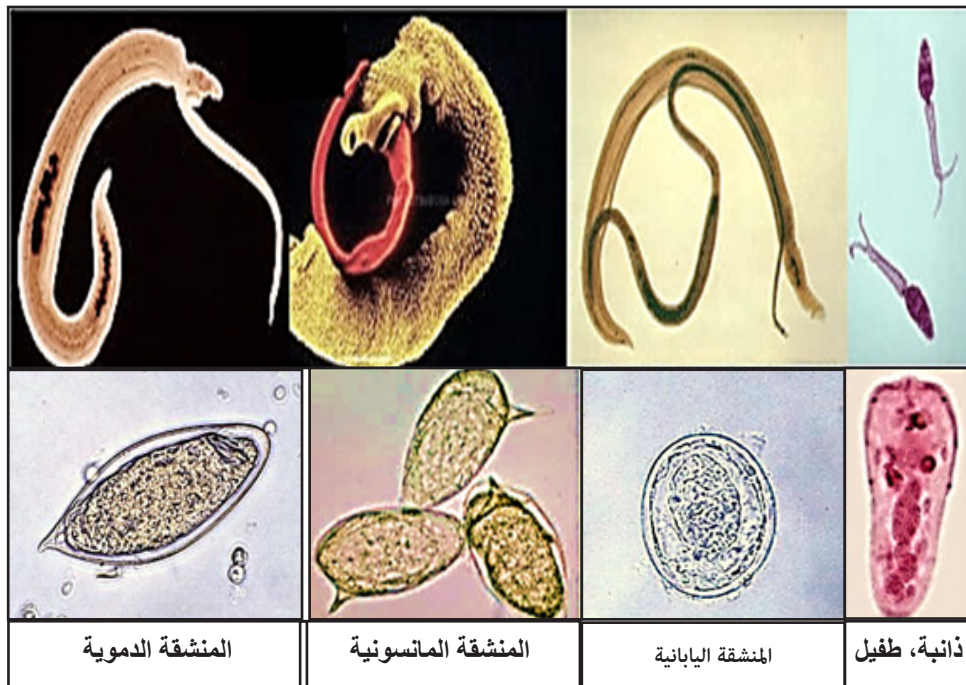 المنشقة الدموية
المنشقة المانسونية
المنشقة اليابانية
ذانبة، طفيل